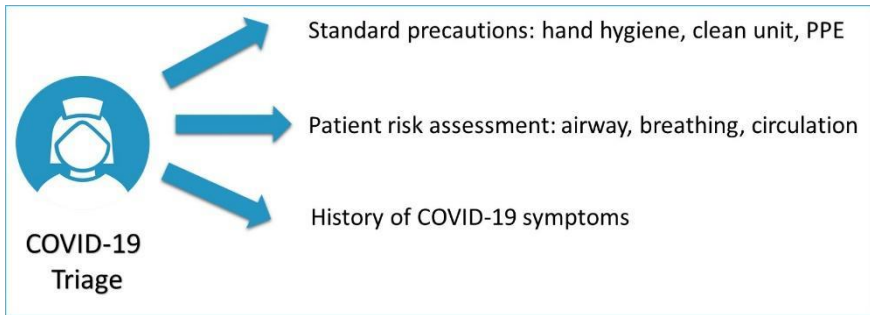 Standard precautions: hand hygiene, clean unit, PPE
Patient risk assessment: airway, breathing, circulation
History of COVID-19 symptoms
COVID-19
Triage